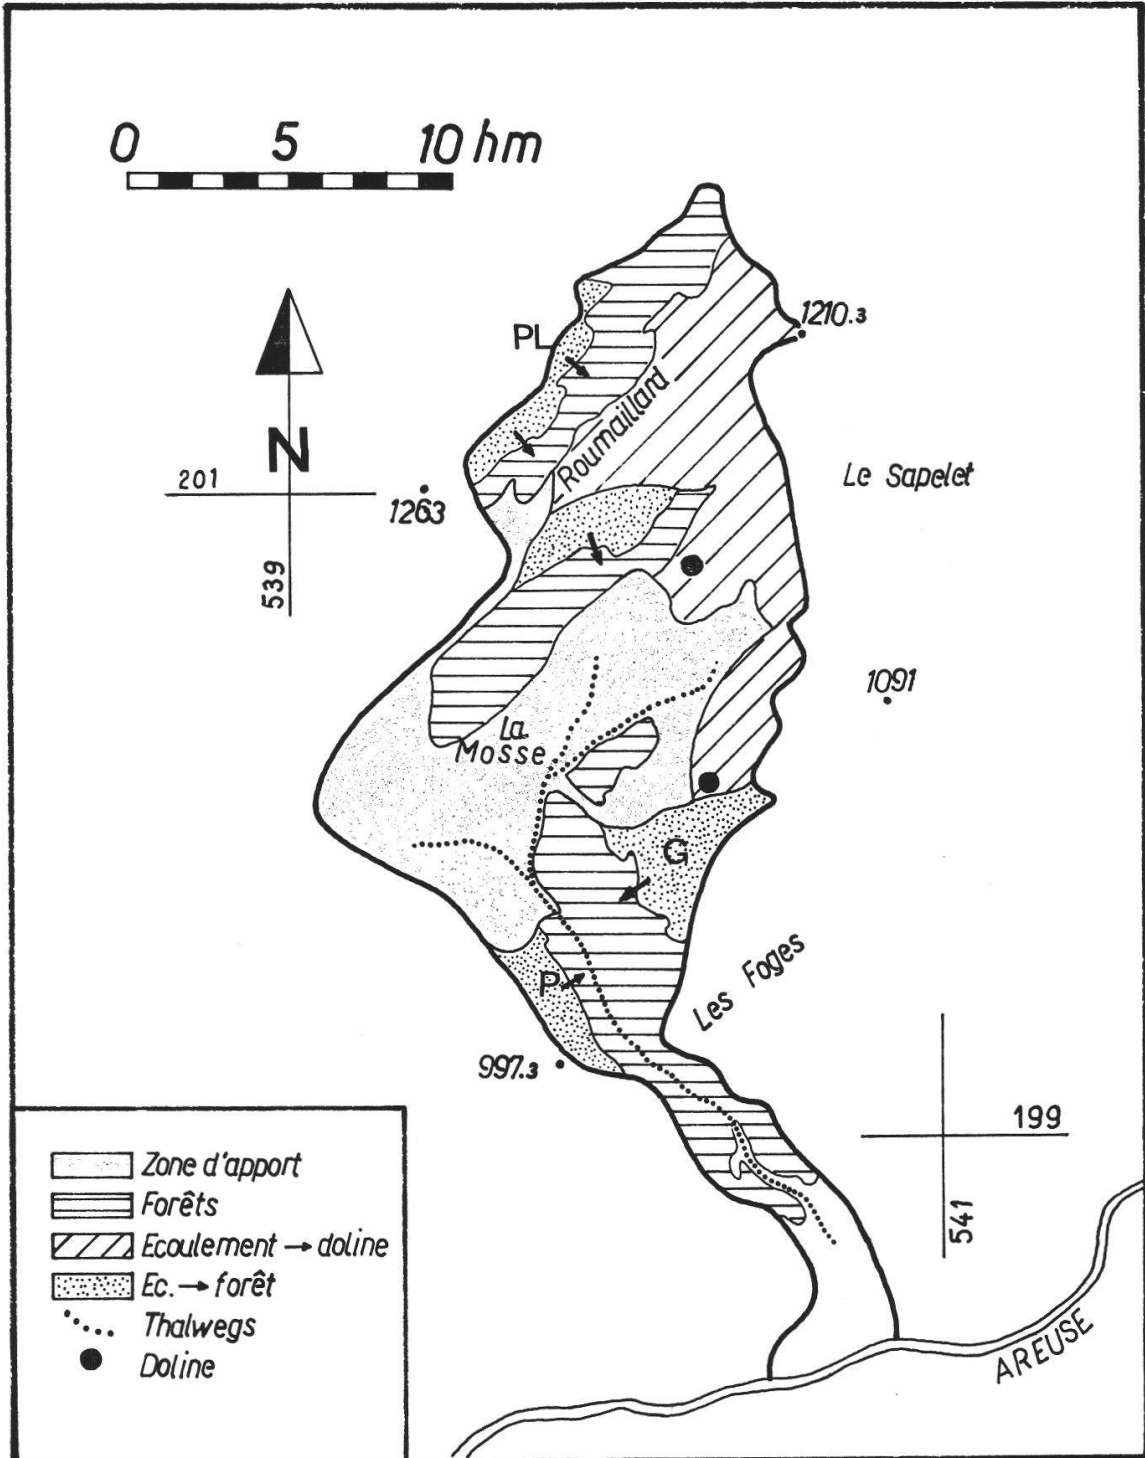 0 5 10 hm
1210.3
PL
Roumaillard
N
201
1263
Le Sapelet
539
1091
La
Mosse
G
Les Foges
P
997.3
199
541
Zone d'apport
Forêts
Ecoulement → doline
Ec. → forêt
Thalwegs
Doline
AREUSE